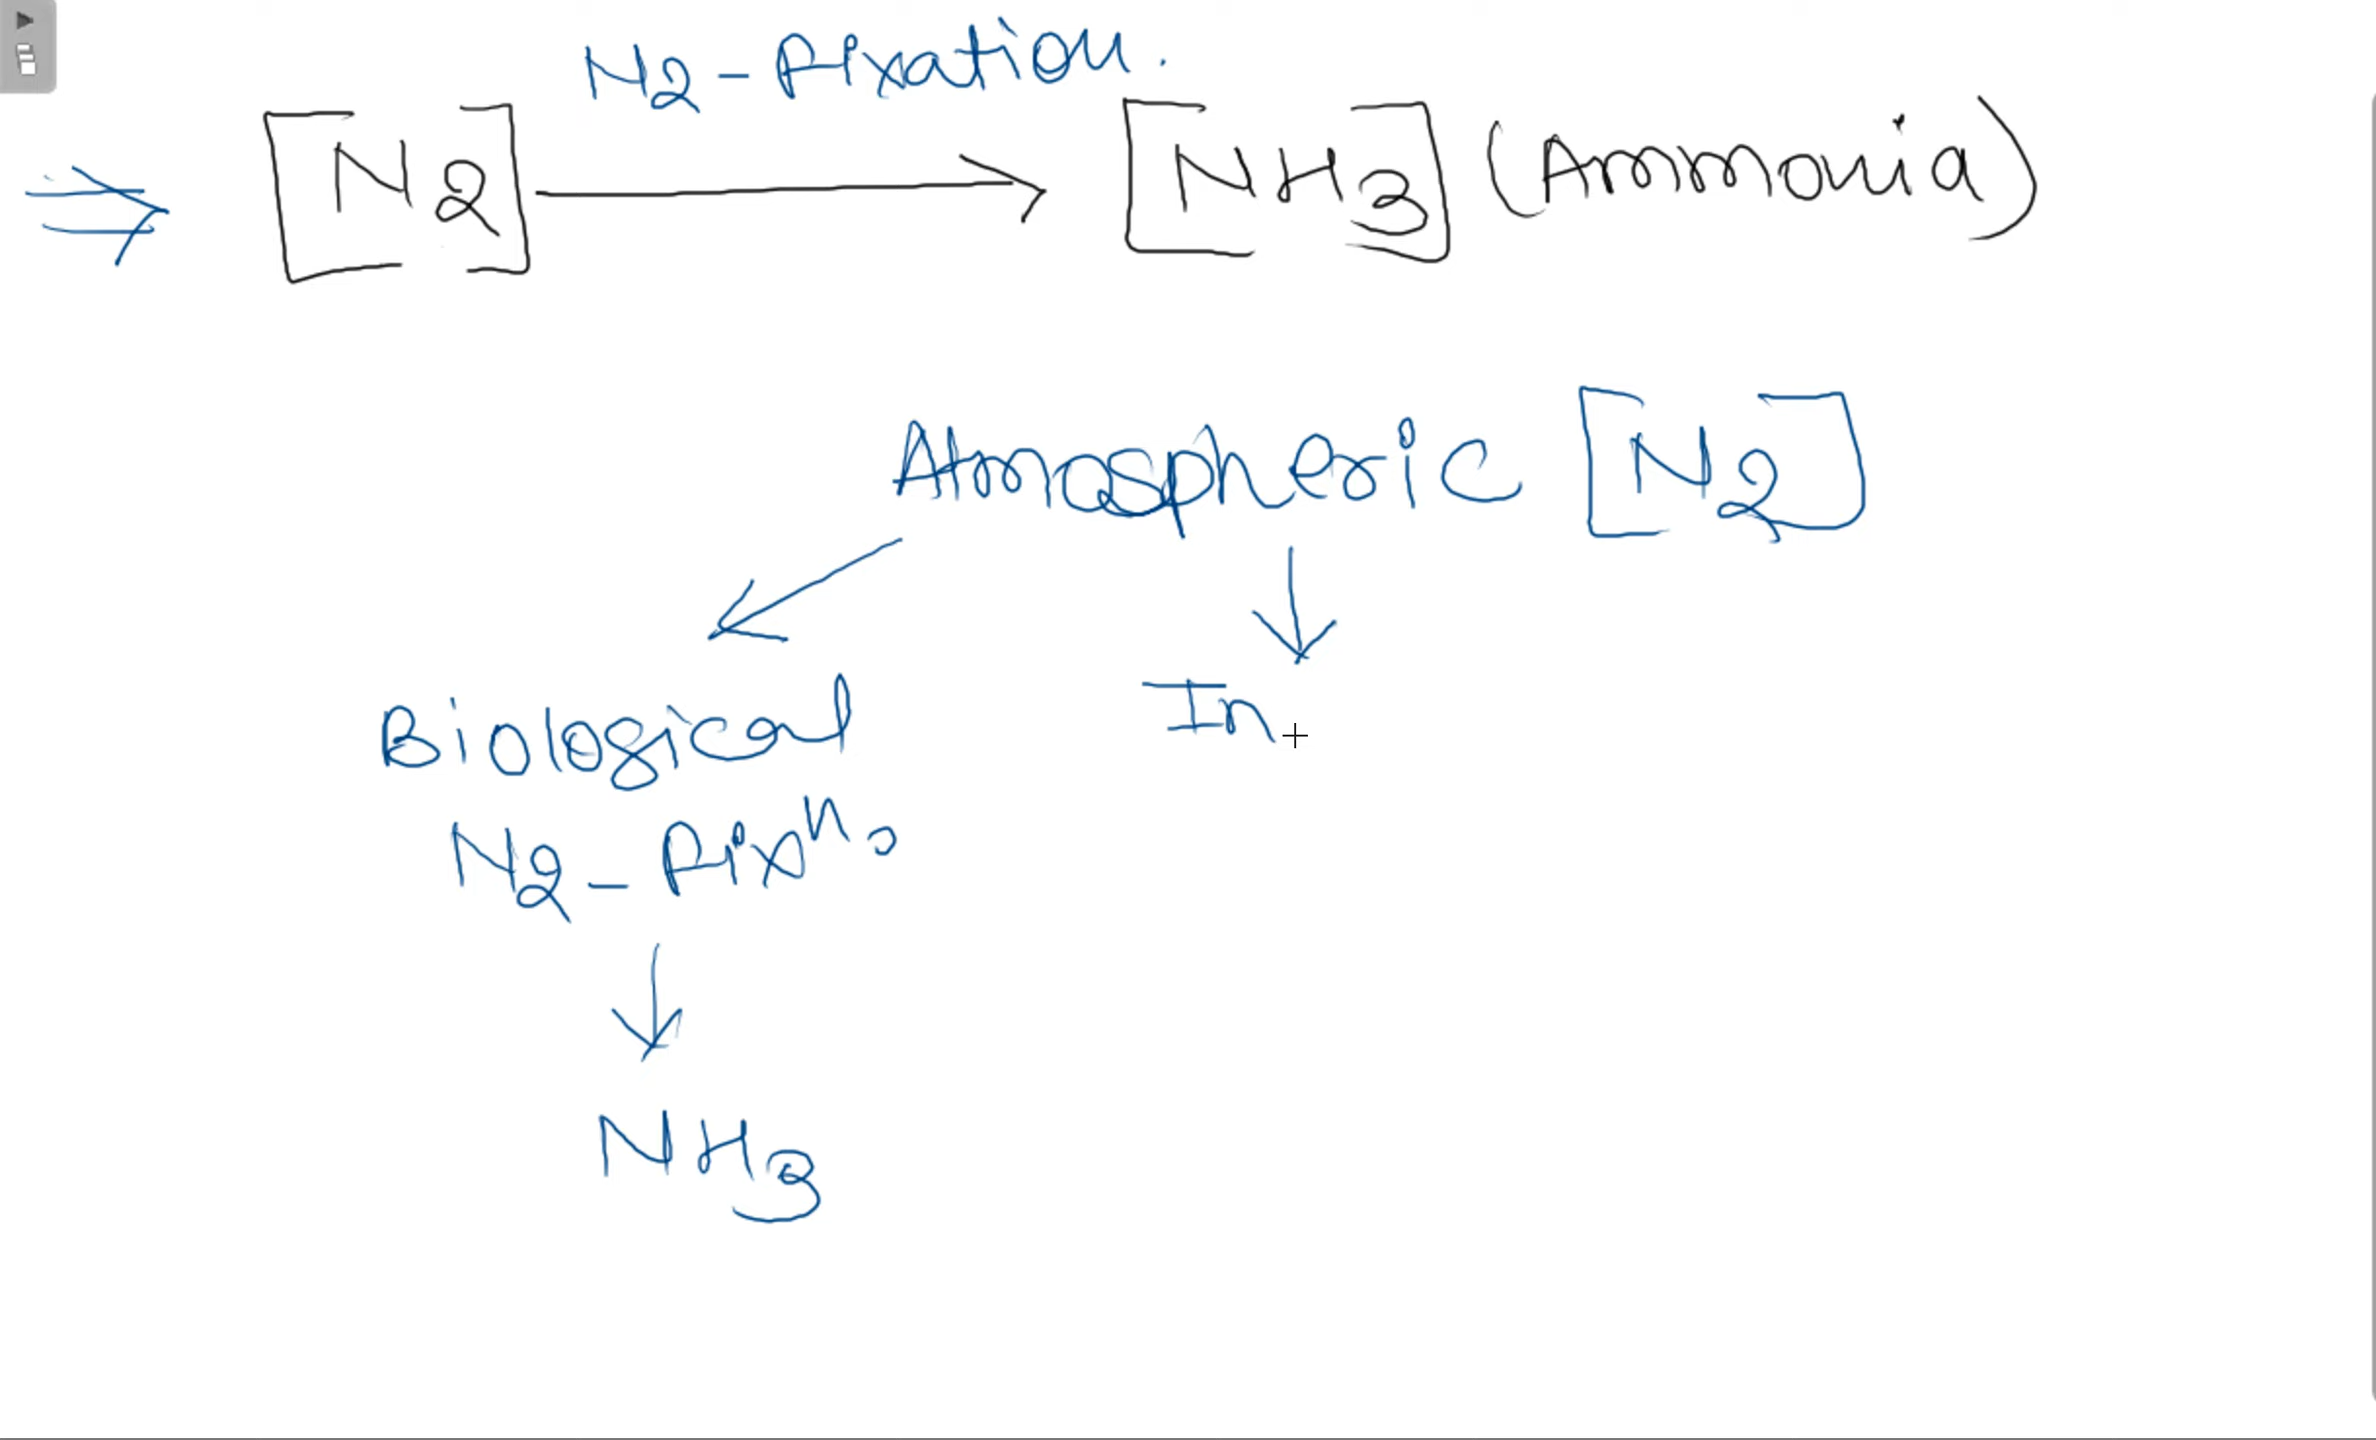 N2-Fixation.
[N2] → [NH3] (Ammonia)
Atmospheric [N2]
Biological In
N2-Fixn.
NH3